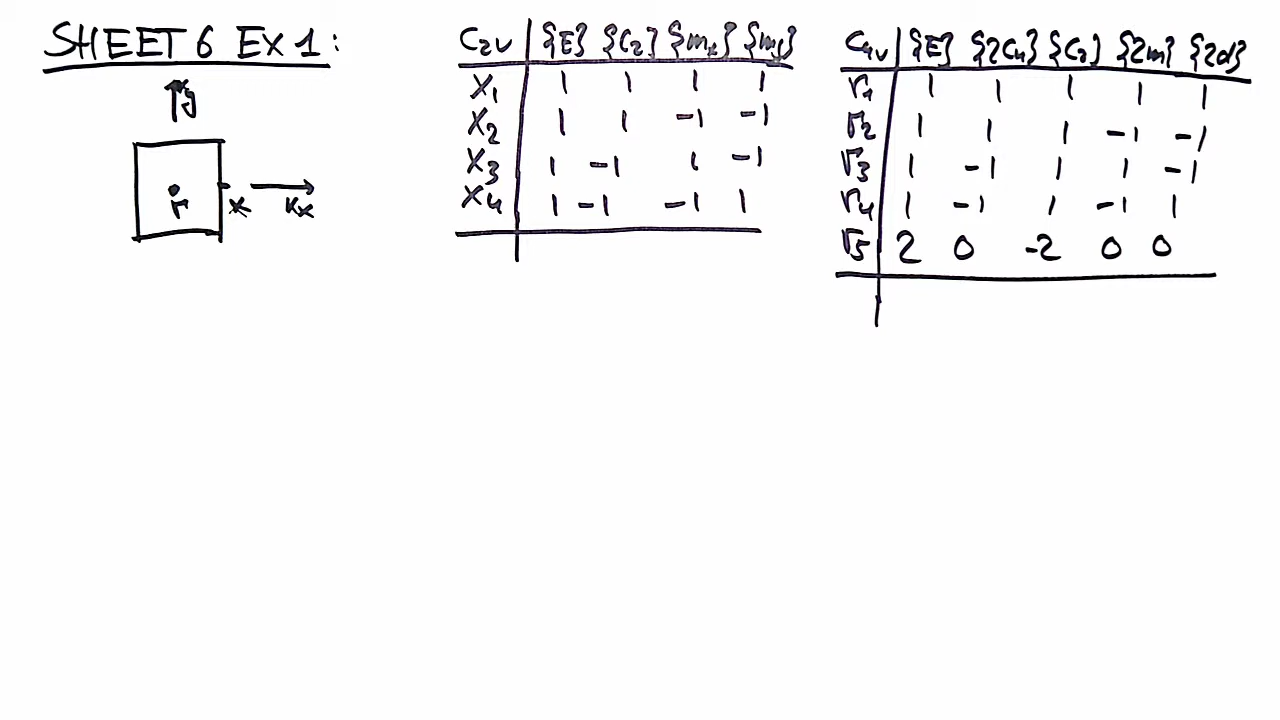 SHEET 6 EX 1:
y
Γ X Kx
C2v {E} {C2} {mx} {my}
X1 1 1 1 1
X2 1 1 -1 -1
X3 1 -1 1 -1
X4 1 -1 -1 1
C4v {E} {2C4} {C2} {2m} {2d}
Γ1 1 1 1 1 1
Γ2 1 1 1 -1 -1
Γ3 1 -1 1 1 -1
Γ4 1 -1 1 -1 1
Γ5 2 0 -2 0 0